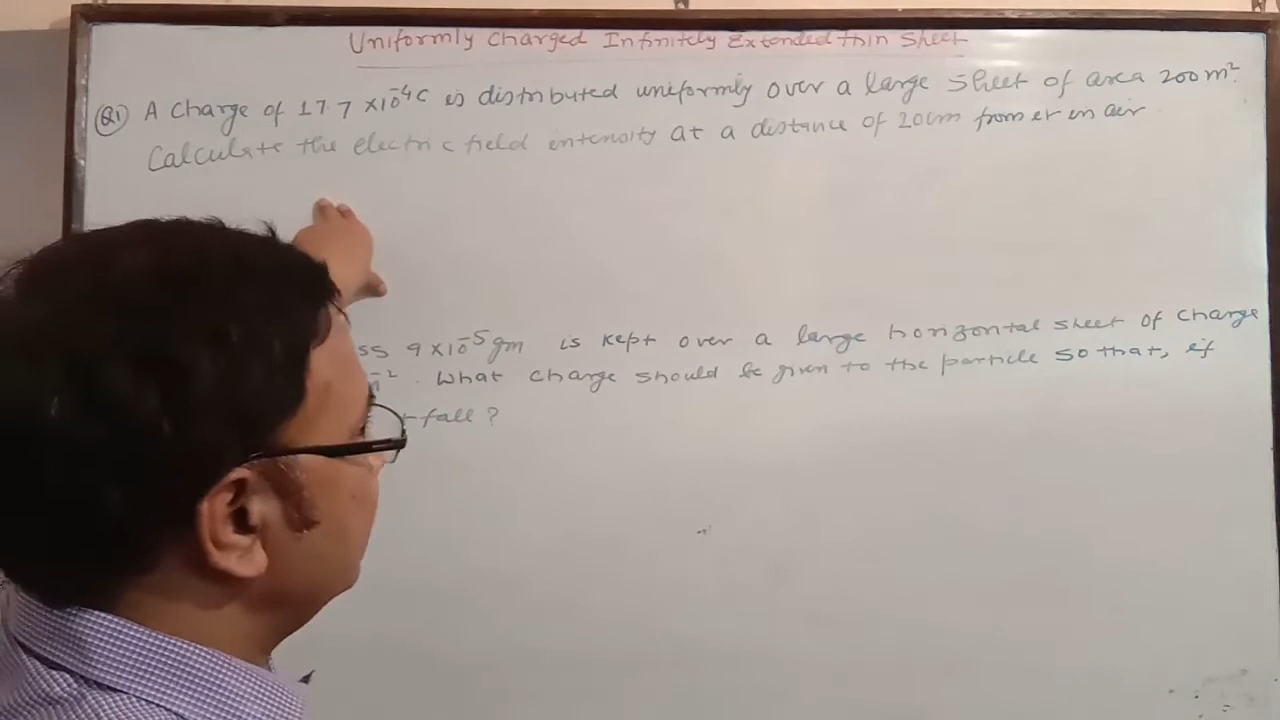 Uniformly Charged Infinitely Extended thin sheet
Q1) A charge of 17.7 × 10⁻⁴C is distributed uniformly over a large sheet of area 200 m².
Calculate the electric field intensity at a distance of 20cm from it in air
ss 9×10⁻⁵ gm is kept over a large horizontal sheet of charge
⁻². What charge should be given to the particle so that, if
fall?